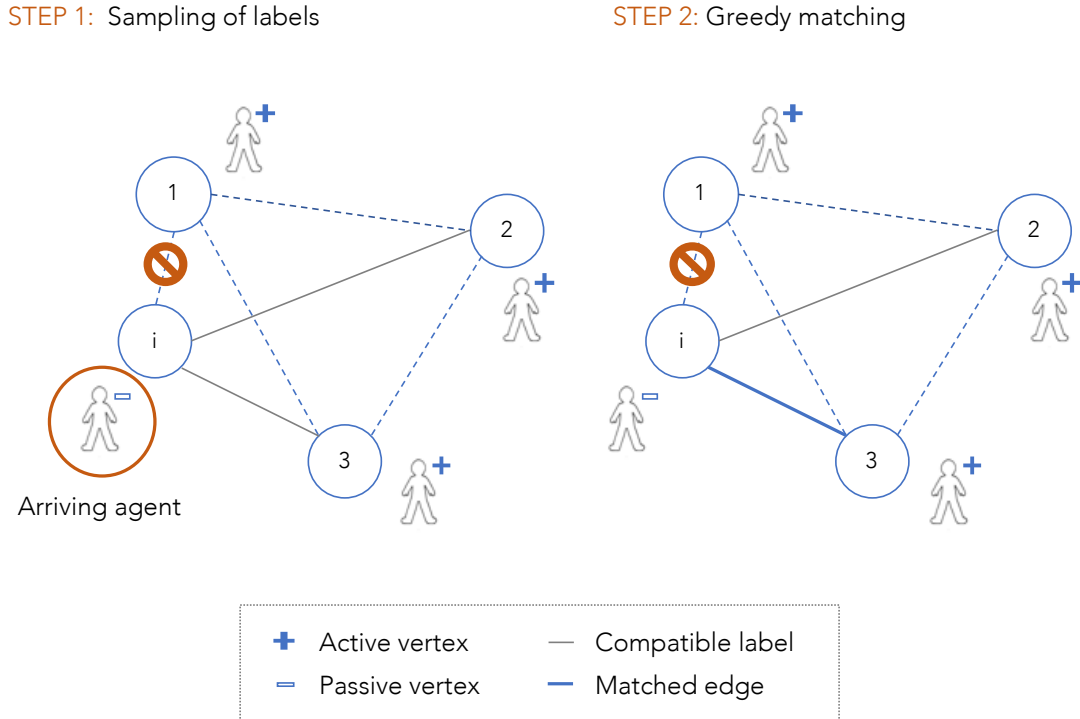 STEP 1: Sampling of labels
STEP 2: Greedy matching
1
2
i
3
Arriving agent
1
2
i
3
Active vertex
Compatible label
Passive vertex
Matched edge